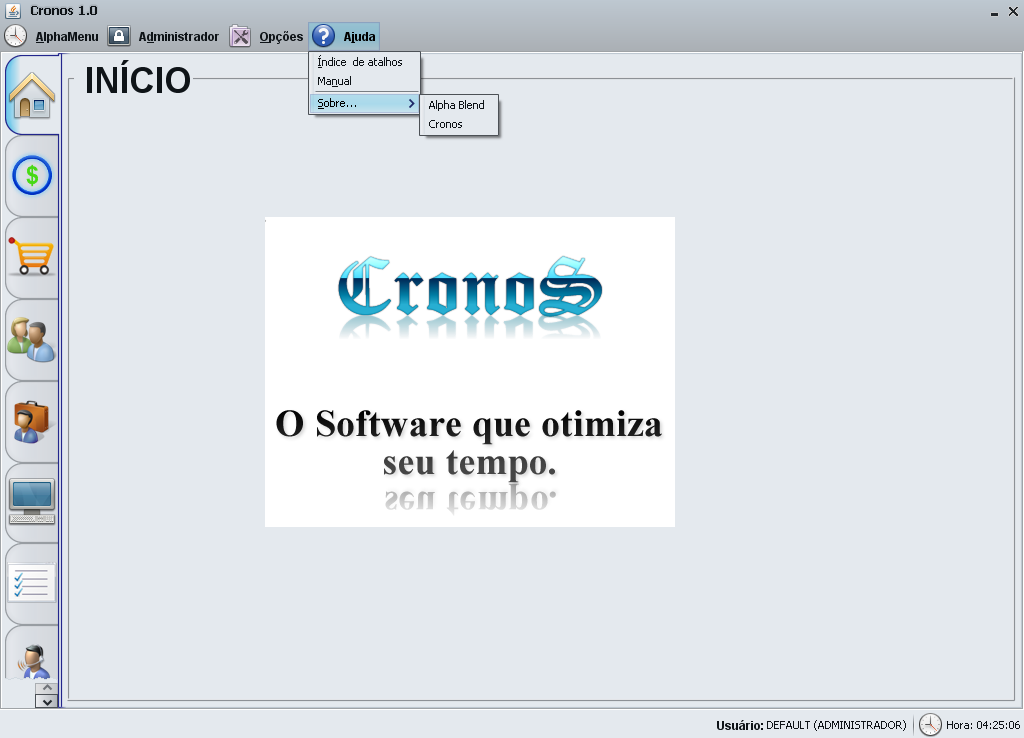 Cronos 1.0
AlphaMenu Administrador Opções Ajuda
Índice de atalhos
Manual
Sobre...
Alpha Blend
Cronos
INÍCIO
$
CronoS
O Software que otimiza
seu tempo.
Usuário: DEFAULT (ADMINISTRADOR) Hora: 04:25:06